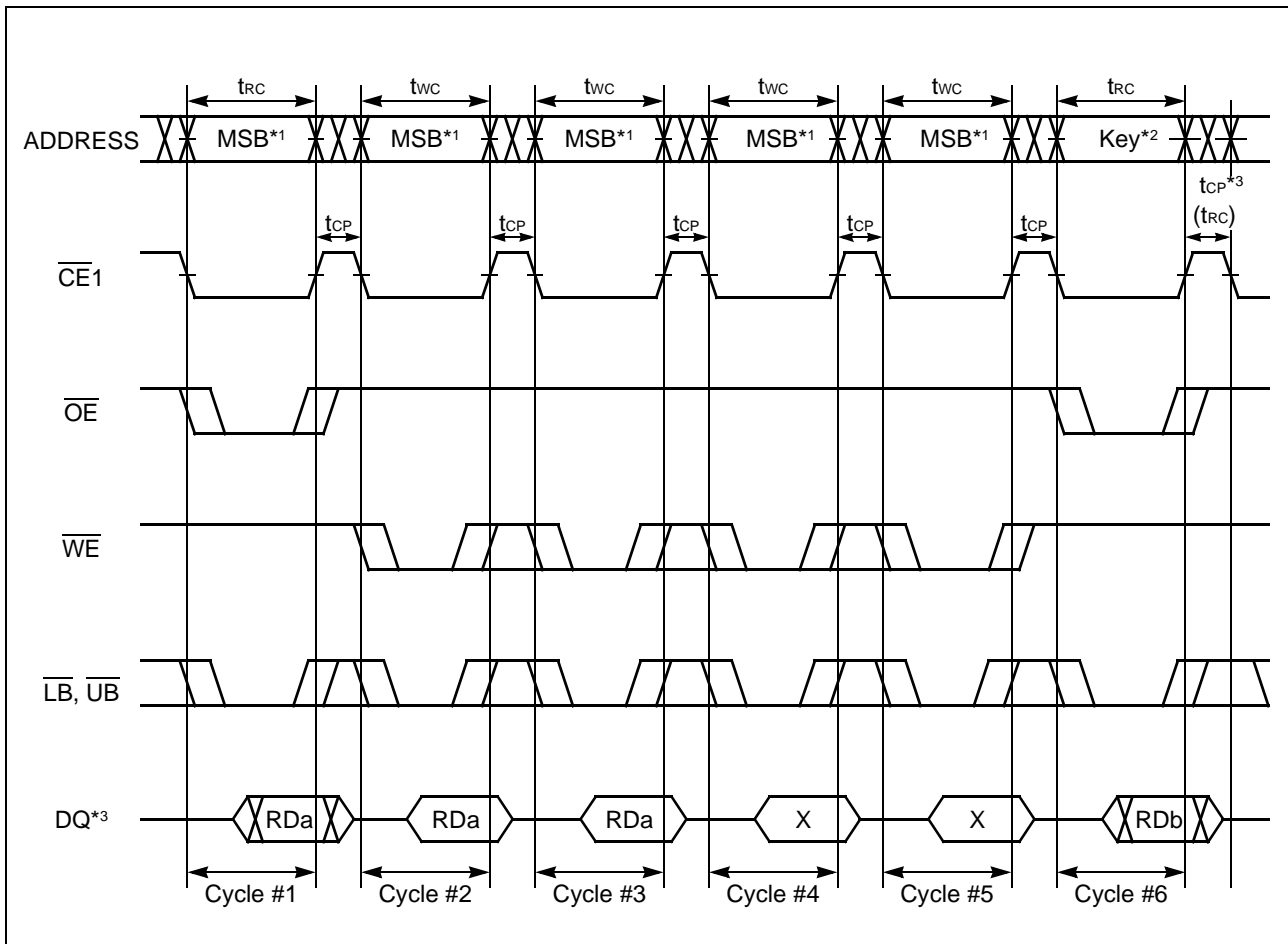 tRC tWC tWC tWC tWC tRC
ADDRESS MSB*1 MSB*1 MSB*1 MSB*1 MSB*1 Key*2
tCP*3
tCP tCP tCP tCP tCP (tRC)
CE1
OE
WE
LB, UB
DQ*3 RDa RDa RDa X X RDb
Cycle #1 Cycle #2 Cycle #3 Cycle #4 Cycle #5 Cycle #6